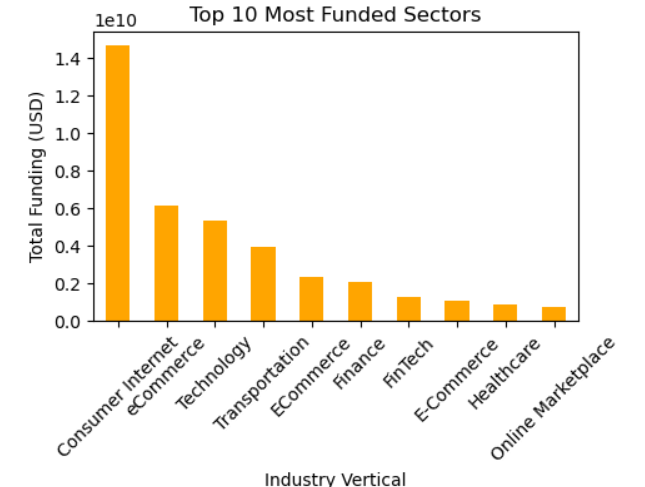 Top 10 Most Funded Sectors
1e10
Total Funding (USD)
1.4
1.2
1.0
0.8
0.6
0.4
0.2
0.0
Consumer Internet
eCommerce
Technology
Transportation
ECommerce
Finance
FinTech
E-Commerce
Healthcare
Online Marketplace
Industry Vertical